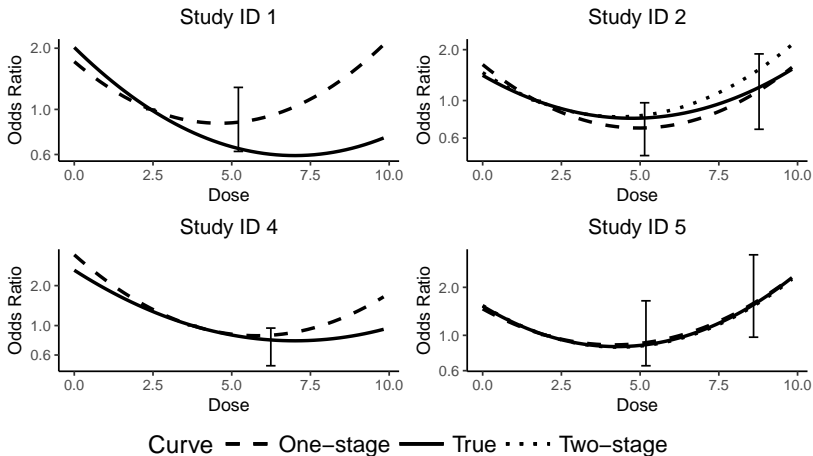 Study ID 1
Odds Ratio
2.0
1.0
0.6
0.0 2.5 5.0 7.5 10.0
Dose
Study ID 2
Odds Ratio
2.0
1.0
0.6
0.0 2.5 5.0 7.5 10.0
Dose
Study ID 4
Odds Ratio
2.0
1.0
0.6
0.0 2.5 5.0 7.5 10.0
Dose
Study ID 5
Odds Ratio
2.0
1.0
0.6
0.0 2.5 5.0 7.5 10.0
Dose
Curve One−stage True Two−stage